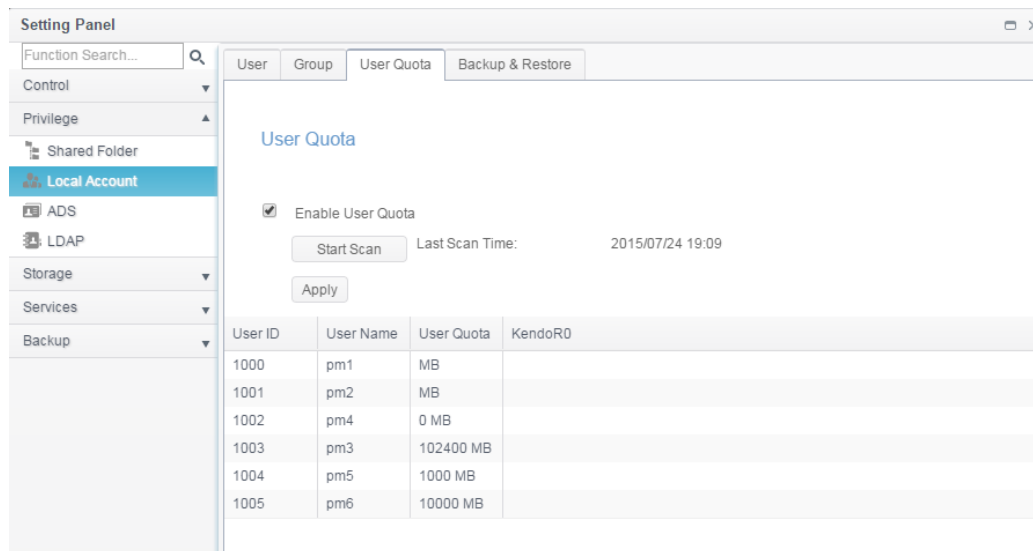 Setting Panel
Function Search...
Control
Privilege
Shared Folder
Local Account
ADS
LDAP
Storage
Services
Backup
User Group User Quota Backup & Restore
User Quota
Enable User Quota
Start Scan Last Scan Time: 2015/07/24 19:09
Apply
User ID User Name User Quota KendoR0
1000 pm1 MB
1001 pm2 MB
1002 pm4 0 MB
1003 pm3 102400 MB
1004 pm5 1000 MB
1005 pm6 10000 MB